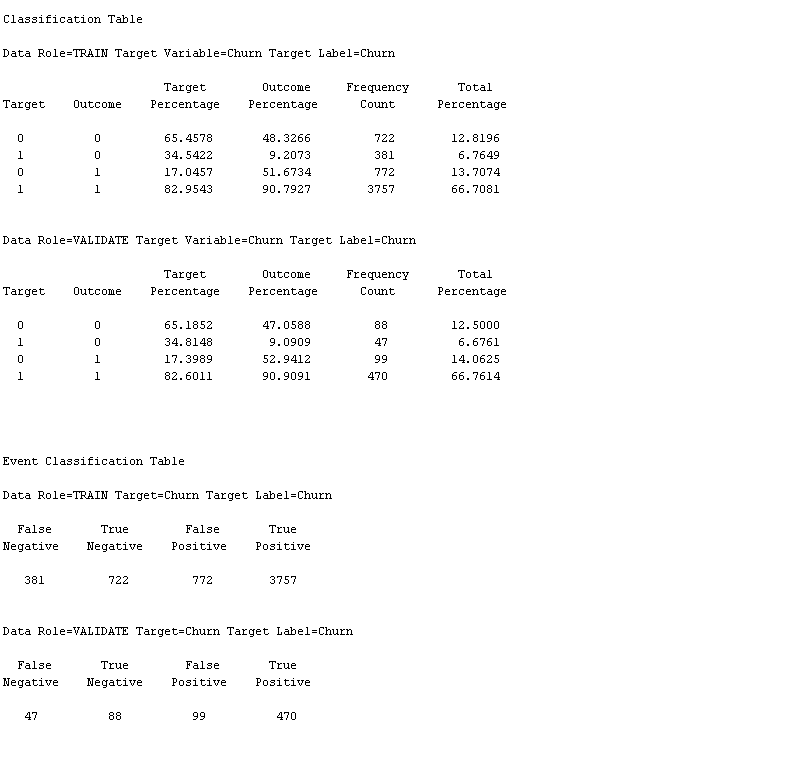 Classification Table
Data Role=TRAIN Target Variable=Churn Target Label=Churn
Target Outcome Frequency Total
Target Outcome Percentage Percentage Count Percentage
0 0 65.4578 48.3266 722 12.8196
1 0 34.5422 9.2073 381 6.7649
0 1 17.0457 51.6734 772 13.7074
1 1 82.9543 90.7927 3757 66.7081
Data Role=VALIDATE Target Variable=Churn Target Label=Churn
Target Outcome Frequency Total
Target Outcome Percentage Percentage Count Percentage
0 0 65.1852 47.0588 88 12.5000
1 0 34.8148 9.0909 47 6.6761
0 1 17.3989 52.9412 99 14.0625
1 1 82.6011 90.9091 470 66.7614
Event Classification Table
Data Role=TRAIN Target=Churn Target Label=Churn
False True False True
Negative Negative Positive Positive
381 722 772 3757
Data Role=VALIDATE Target=Churn Target Label=Churn
False True False True
Negative Negative Positive Positive
47 88 99 470